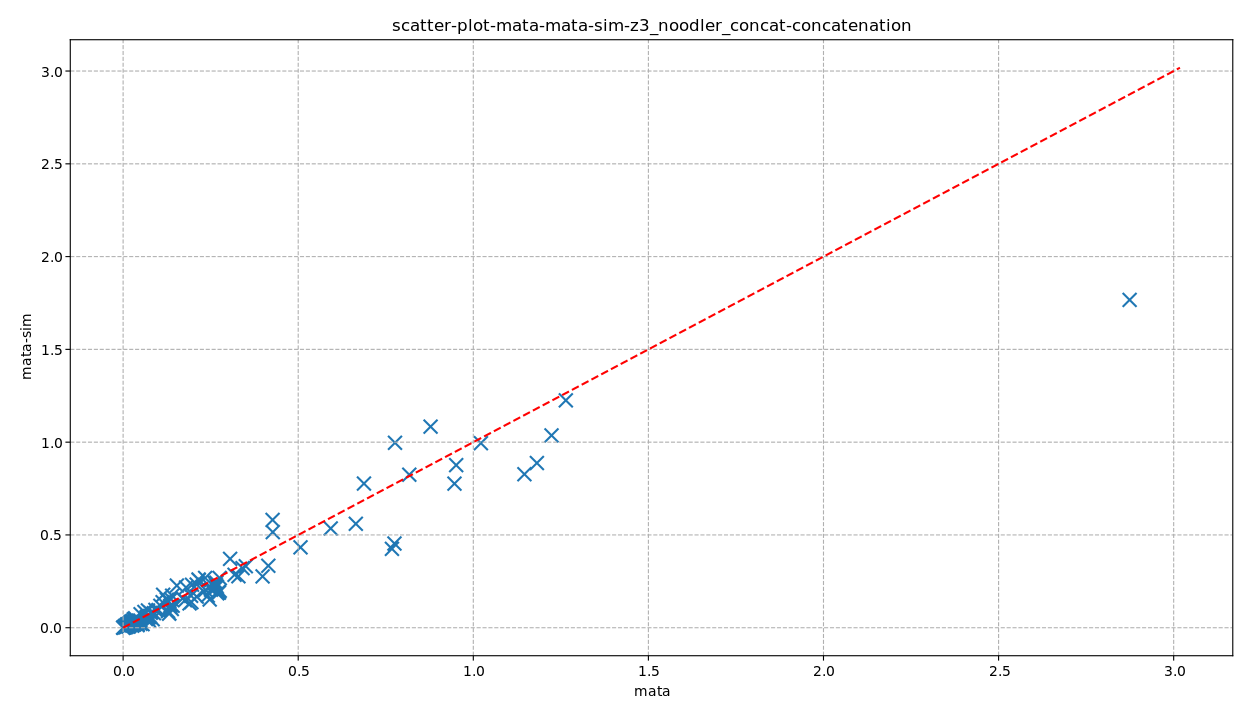 scatter-plot-mata-mata-sim-z3_noodler_concat-concatenation
3.0
2.5
2.0
1.5
1.0
0.5
0.0
mata-sim
0.0 0.5 1.0 1.5 2.0 2.5 3.0
mata